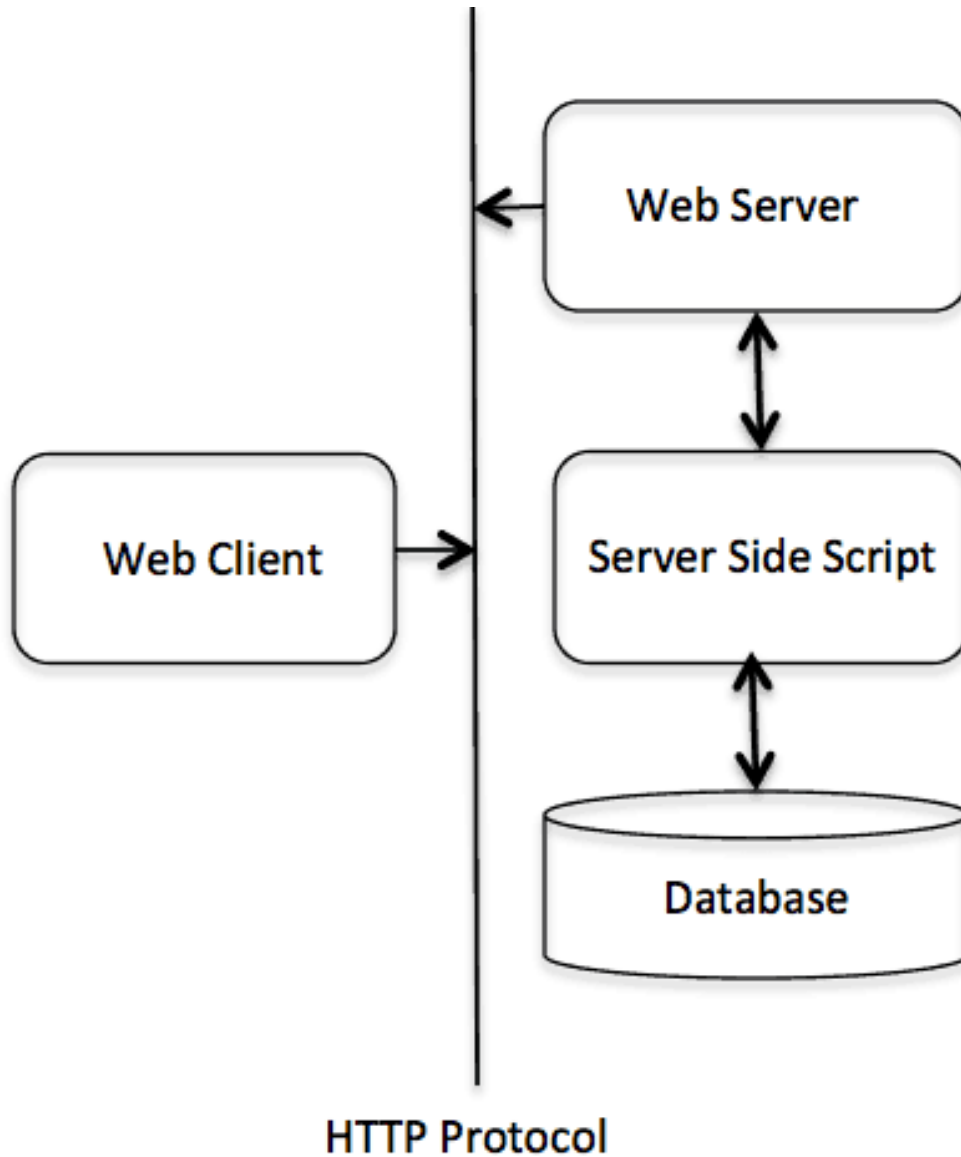 Web Server
Web Client
Server Side Script
Database
HTTP Protocol